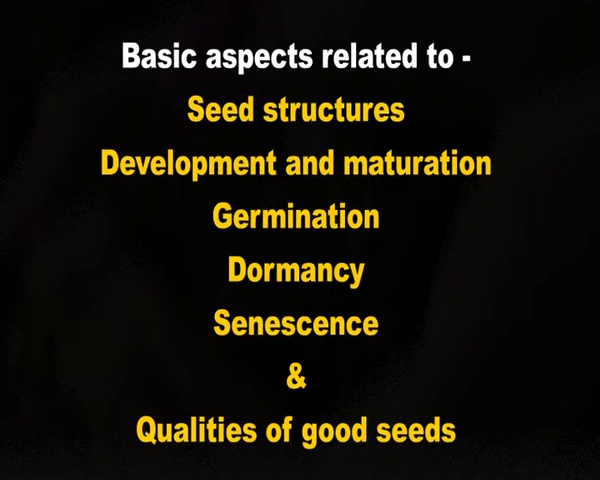 Basic aspects related to -
Seed structures
Development and maturation
Germination
Dormancy
Senescence
&
Qualities of good seeds